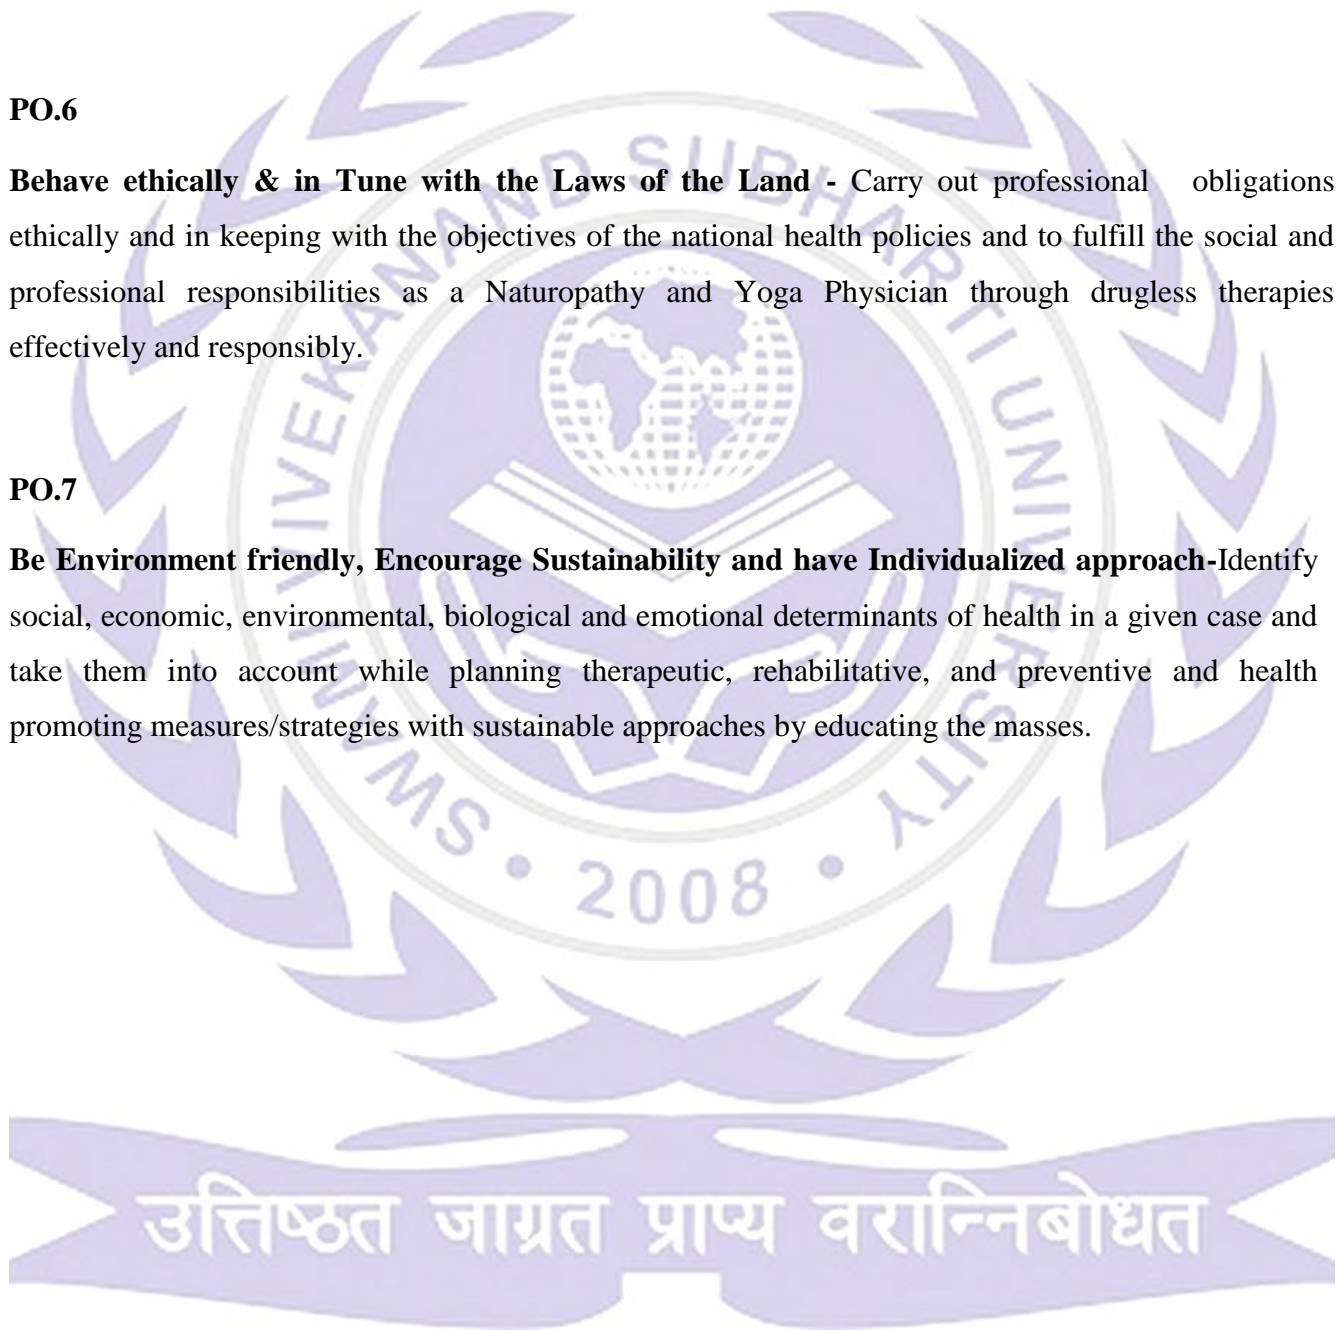 PO.6
Behave ethically & in Tune with the Laws of the Land - Carry out professional obligations
ethically and in keeping with the objectives of the national health policies and to fulfill the social and
professional responsibilities as a Naturopathy and Yoga Physician through drugless therapies
effectively and responsibly.
PO.7
Be Environment friendly, Encourage Sustainability and have Individualized approach-Identify
social, economic, environmental, biological and emotional determinants of health in a given case and
take them into account while planning therapeutic, rehabilitative, and preventive and health
promoting measures/strategies with sustainable approaches by educating the masses.
SWAMI VIVEKANAND SUBHARTI UNIVERSITY
• 2008 •
उत्तिष्ठत जाग्रत प्राप्य वरान्निबोधत